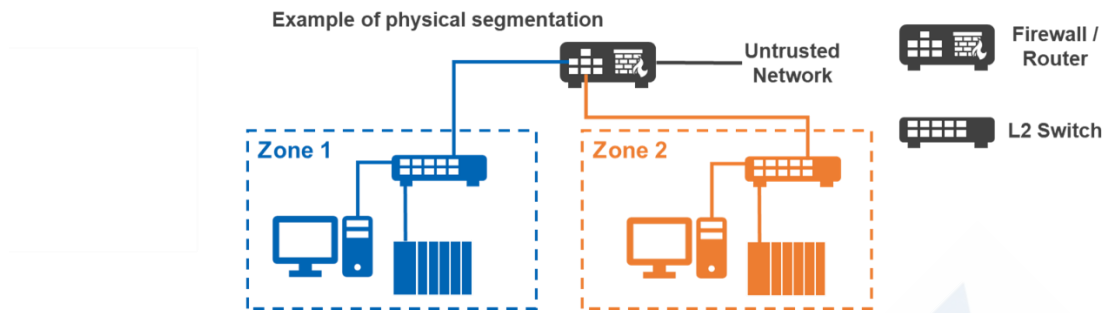 Example of physical segmentation
Untrusted
Network
Firewall /
Router
L2 Switch
Zone 1
Zone 2